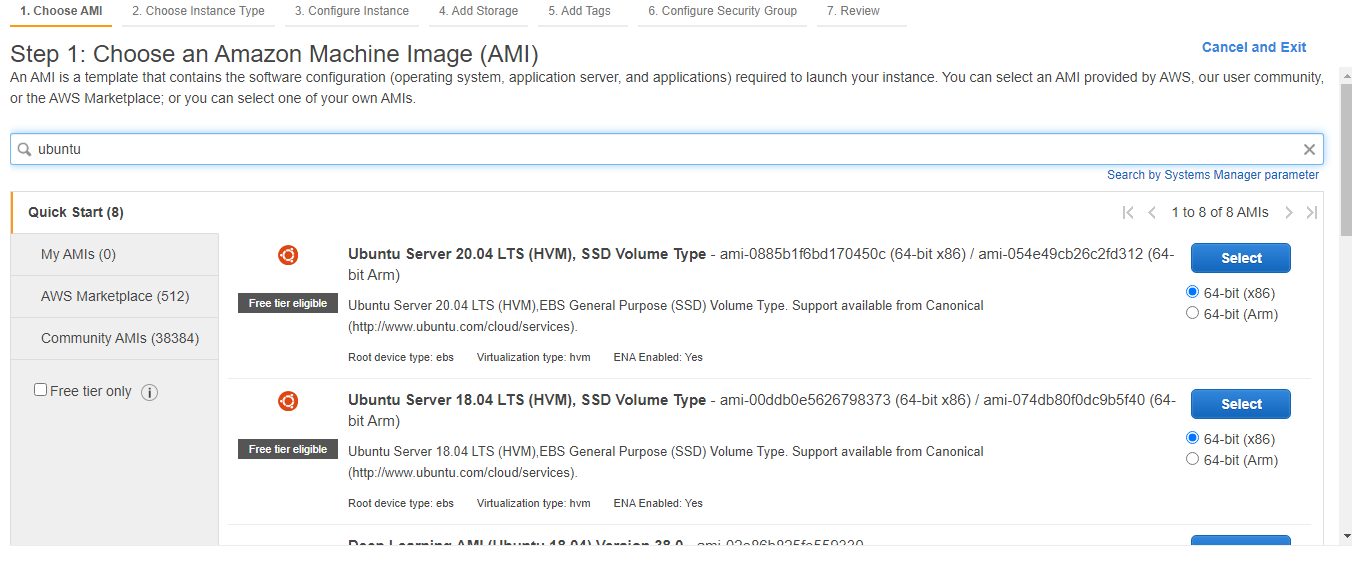 1. Choose AMI 2. Choose Instance Type 3. Configure Instance 4. Add Storage 5. Add Tags 6. Configure Security Group 7. Review
Step 1: Choose an Amazon Machine Image (AMI)
Cancel and Exit
An AMI is a template that contains the software configuration (operating system, application server, and applications) required to launch your instance. You can select an AMI provided by AWS, our user community,
or the AWS Marketplace; or you can select one of your own AMIs.
ubuntu
Search by Systems Manager parameter
Quick Start (8)
1 to 8 of 8 AMIs
My AMIs (0)
AWS Marketplace (512)
Community AMIs (38384)
Free tier only
Ubuntu Server 20.04 LTS (HVM), SSD Volume Type - ami-0885b1f6bd170450c (64-bit x86) / ami-054e49cb26c2fd312 (64-
bit Arm)
Free tier eligible
Ubuntu Server 20.04 LTS (HVM),EBS General Purpose (SSD) Volume Type. Support available from Canonical
(http://www.ubuntu.com/cloud/services).
Root device type: ebs Virtualization type: hvm ENA Enabled: Yes
Select
64-bit (x86)
64-bit (Arm)
Ubuntu Server 18.04 LTS (HVM), SSD Volume Type - ami-00ddb0e5626798373 (64-bit x86) / ami-074db80f0dc9b5f40 (64-
bit Arm)
Free tier eligible
Ubuntu Server 18.04 LTS (HVM),EBS General Purpose (SSD) Volume Type. Support available from Canonical
(http://www.ubuntu.com/cloud/services).
Root device type: ebs Virtualization type: hvm ENA Enabled: Yes
Select
64-bit (x86)
64-bit (Arm)
Deep Learning AMI (Ubuntu 18.04) Version